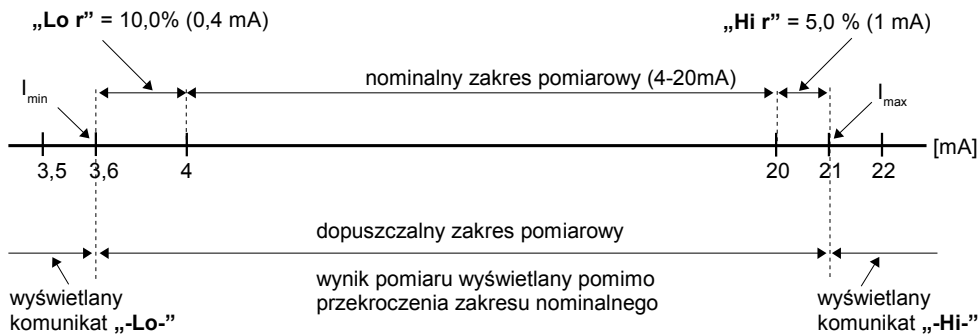 „Lo r” = 10,0% (0,4 mA)
„Hi r” = 5,0 % (1 mA)
nominalny zakres pomiarowy (4-20mA)
I min
I max
[mA]
3,5 3,6 4 20 21 22
dopuszczalny zakres pomiarowy
wynik pomiaru wyświetlany pomimo
przekroczenia zakresu nominalnego
wyświetlany
komunikat „-Lo-”
wyświetlany
komunikat „-Hi-”